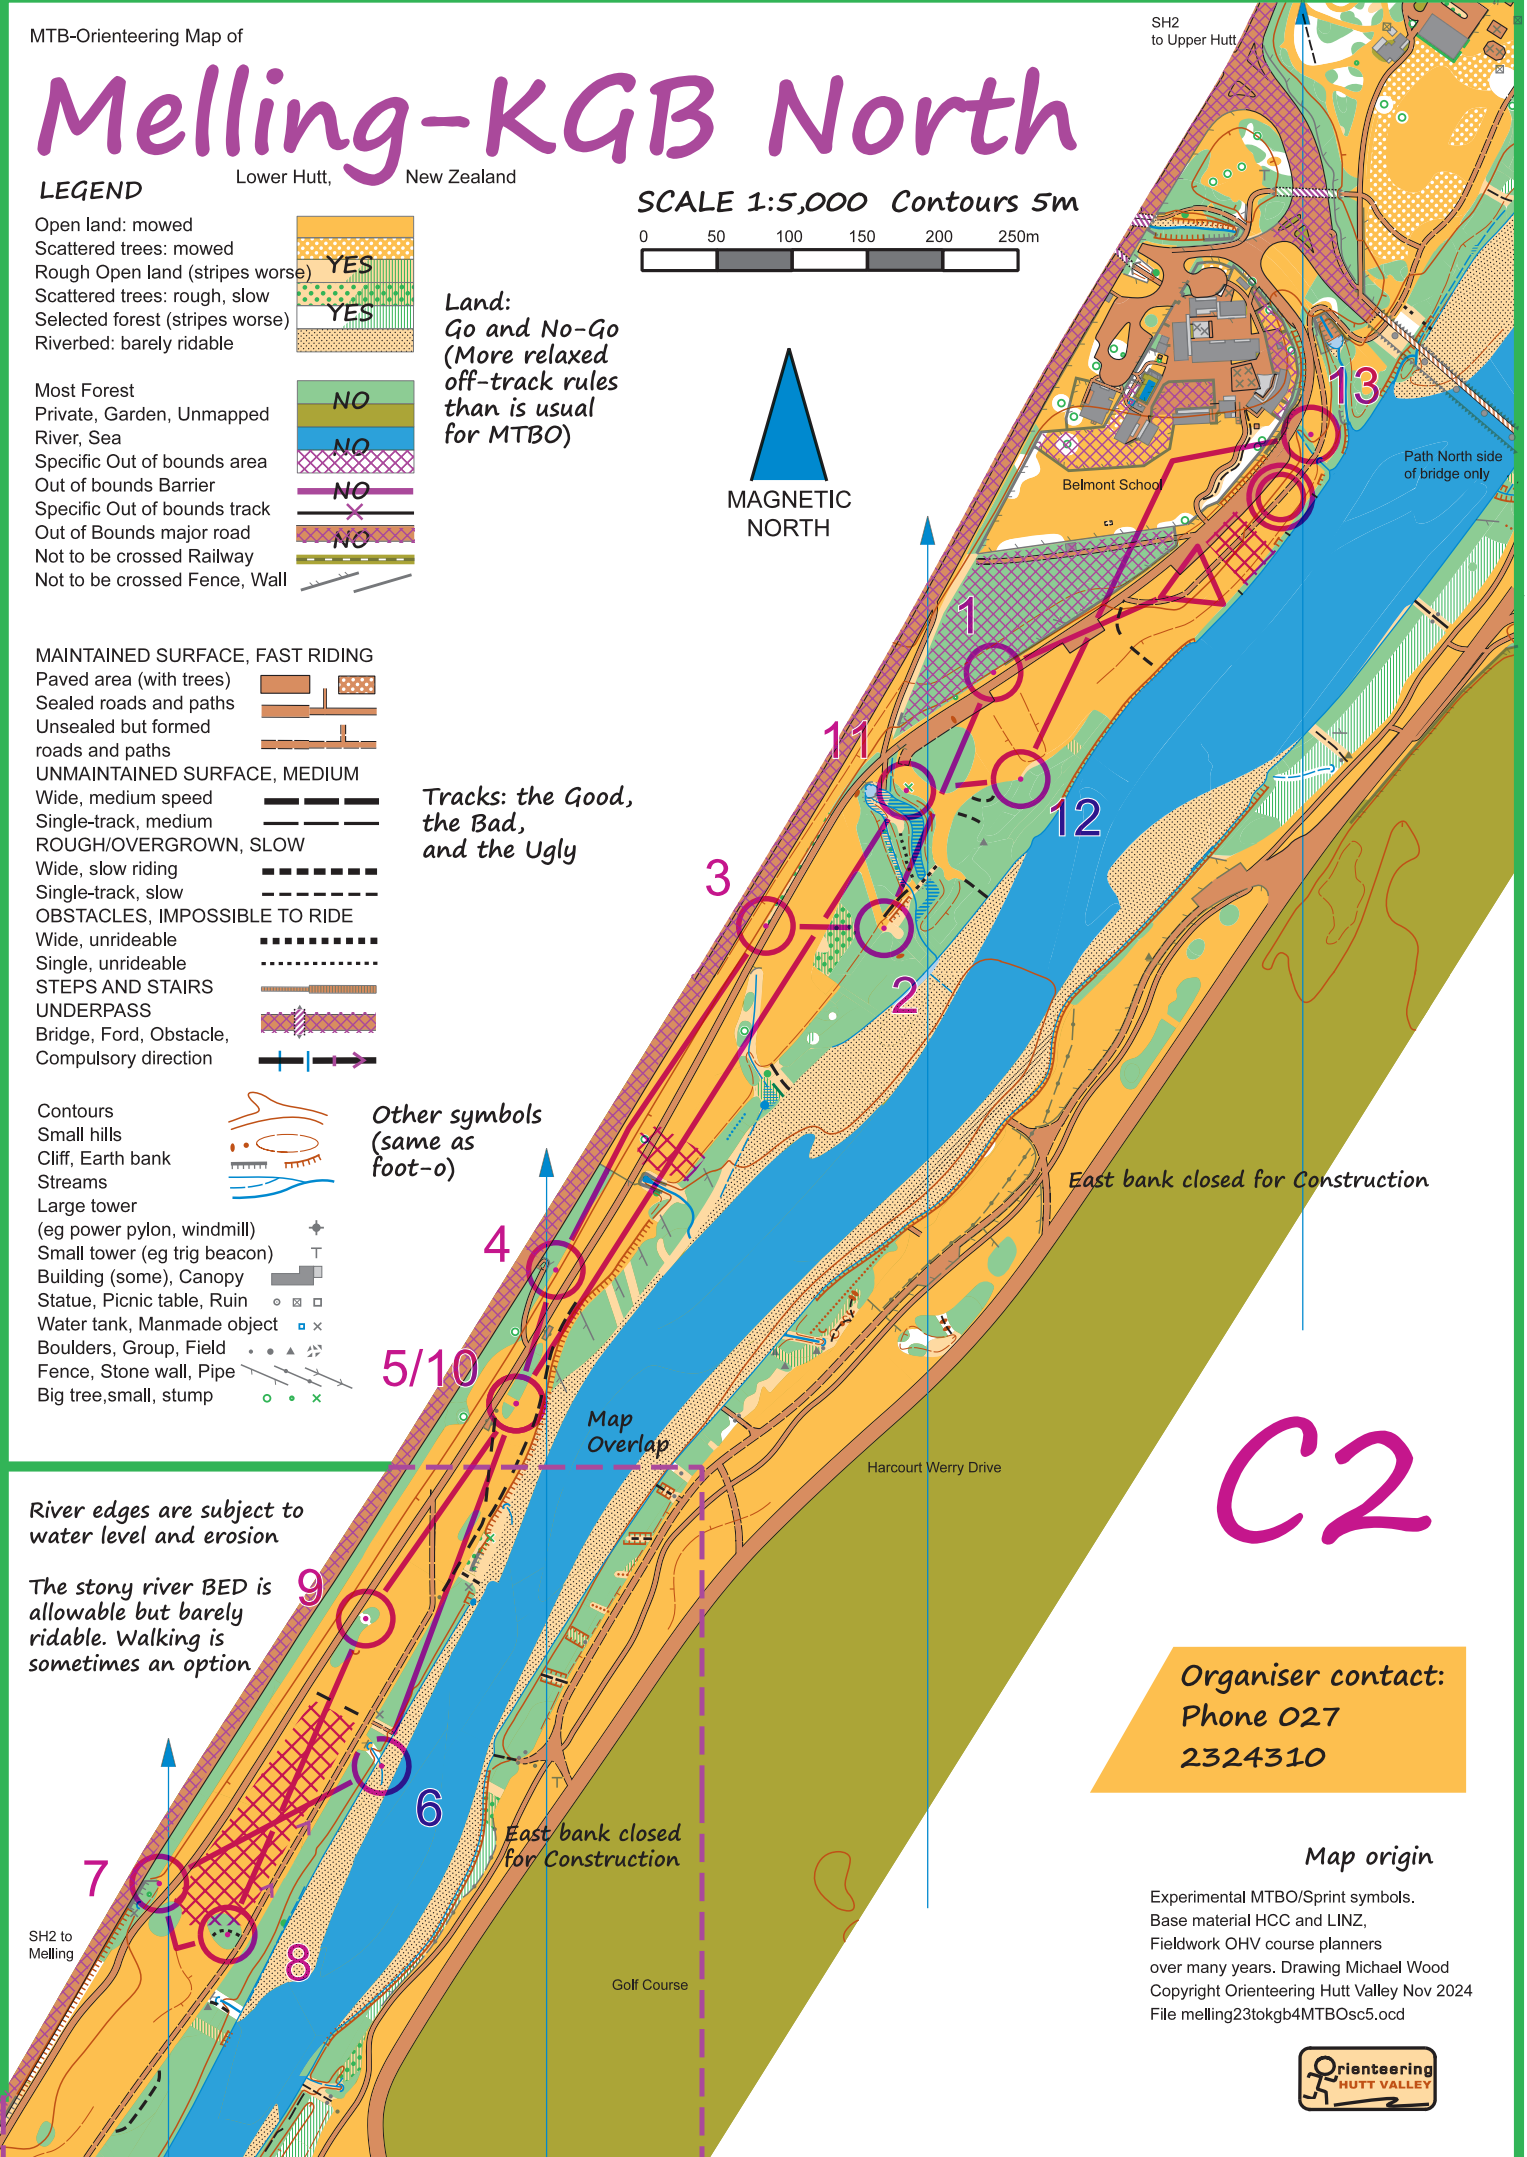 MTB-Orienteering Map of
Melling-KGB North
Lower Hutt, New Zealand
SH2
to Upper Hutt
LEGEND
SCALE 1:5,000 Contours 5m
0 50 100 150 200 250m
Open land: mowed
Scattered trees: mowed
Rough Open land (stripes worse)
YES
Scattered trees: rough, slow
Selected forest (stripes worse)
YES
Riverbed: barely ridable
Land:
Go and No-Go
(More relaxed
off-track rules
than is usual
for MTBO)
Most Forest
NO
Private, Garden, Unmapped
River, Sea
NO
Specific Out of bounds area
Out of bounds Barrier
NO
Specific Out of bounds track
Out of Bounds major road
NO
Not to be crossed Railway
Not to be crossed Fence, Wall
MAGNETIC
NORTH
13
Path North side
of bridge only
Belmont School
1
11
12
3
2
MAINTAINED SURFACE, FAST RIDING
Paved area (with trees)
Sealed roads and paths
Unsealed but formed
roads and paths
UNMAINTAINED SURFACE, MEDIUM
Wide, medium speed
Single-track, medium
ROUGH/OVERGROWN, SLOW
Wide, slow riding
Single-track, slow
OBSTACLES, IMPOSSIBLE TO RIDE
Wide, unrideable
Single, unrideable
STEPS AND STAIRS
UNDERPASS
Bridge, Ford, Obstacle,
Compulsory direction
Tracks: the Good,
the Bad,
and the Ugly
Contours
Small hills
Cliff, Earth bank
Streams
Large tower
(eg power pylon, windmill)
Small tower (eg trig beacon)
Building (some), Canopy
Statue, Picnic table, Ruin
Water tank, Manmade object
Boulders, Group, Field
Fence, Stone wall, Pipe
Big tree,small, stump
Other symbols
(same as
foot-o)
East bank closed for Construction
4
5/10
Map
Overlap
Harcourt Werry Drive
C2
River edges are subject to
water level and erosion
The stony river BED is
allowable but barely
ridable. Walking is
sometimes an option
9
6
7
8
East bank closed
for Construction
SH2 to
Melling
Golf Course
Organiser contact:
Phone 027
2324310
Map origin
Experimental MTBO/Sprint symbols.
Base material HCC and LINZ,
Fieldwork OHV course planners
over many years. Drawing Michael Wood
Copyright Orienteering Hutt Valley Nov 2024
File melling23tokgb4MTBOsc5.ocd
Orienteering
HUTT VALLEY